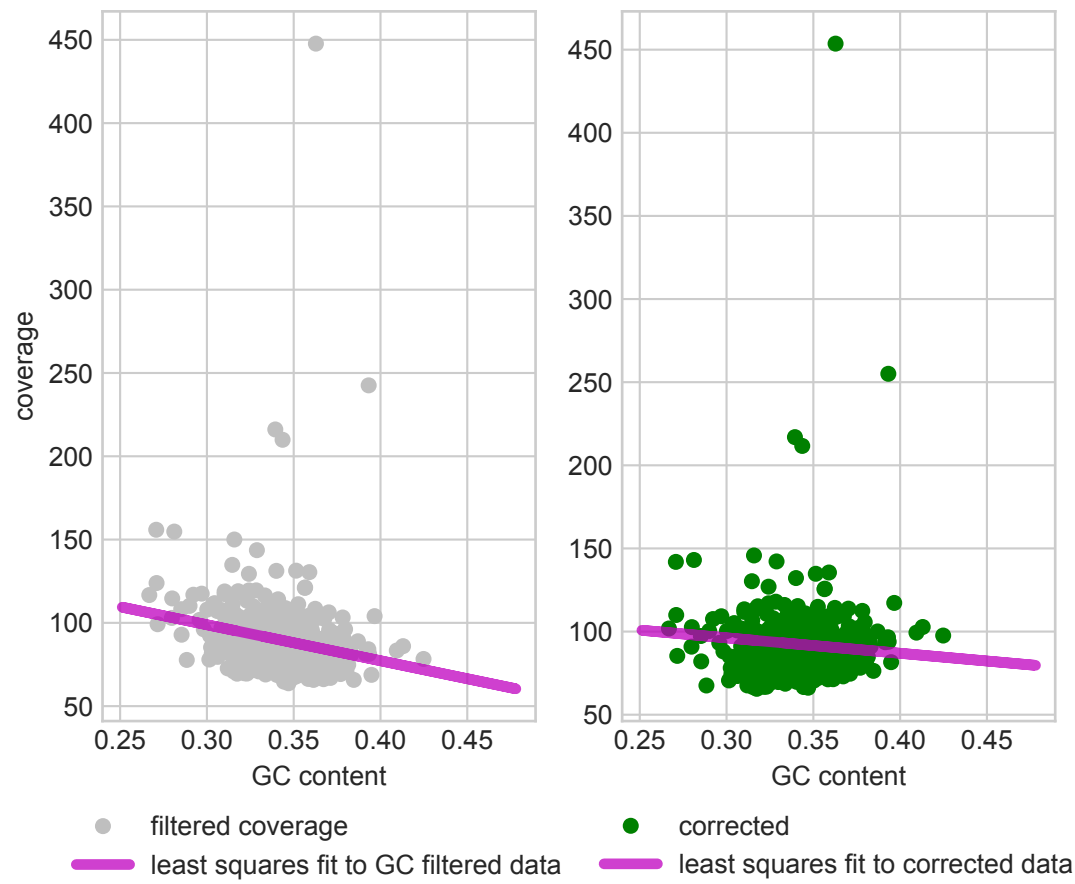 450
400
350
300
250
200
150
100
50
coverage
0.25 0.30 0.35 0.40 0.45
GC content
450
400
350
300
250
200
150
100
50
0.25 0.30 0.35 0.40 0.45
GC content
filtered coverage
least squares fit to GC filtered data
corrected
least squares fit to corrected data